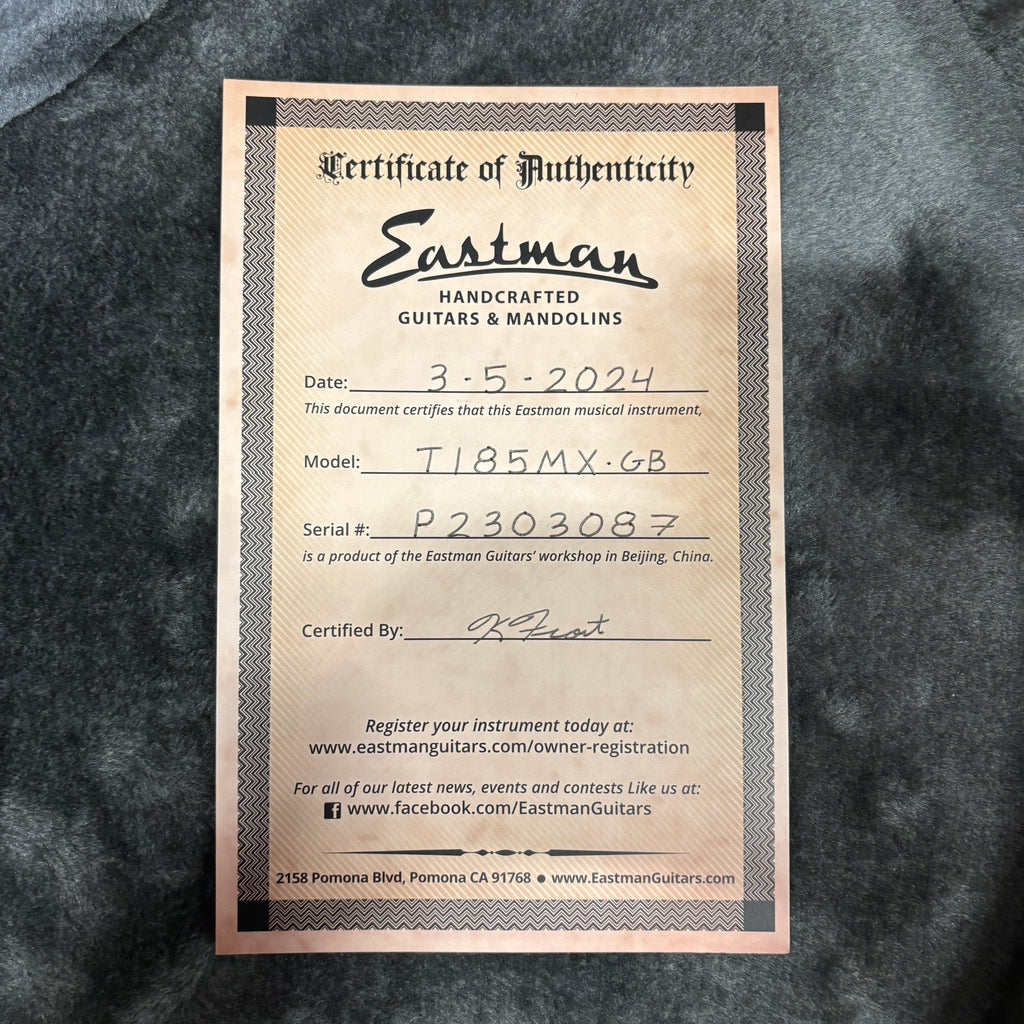 Certificate of Authenticity
Eastman
HANDCRAFTED
GUITARS & MANDOLINS
Date: 3-5-2024
This document certifies that this Eastman musical instrument,
Model: T185MX-GB
Serial #: P2303087
is a product of the Eastman Guitars' workshop in Beijing, China.
Certified By: K Frost
Register your instrument today at:
www.eastmanguitars.com/owner-registration
For all of our latest news, events and contests Like us at:
f www.facebook.com/EastmanGuitars
2158 Pomona Blvd, Pomona CA 91768 ● www.EastmanGuitars.com